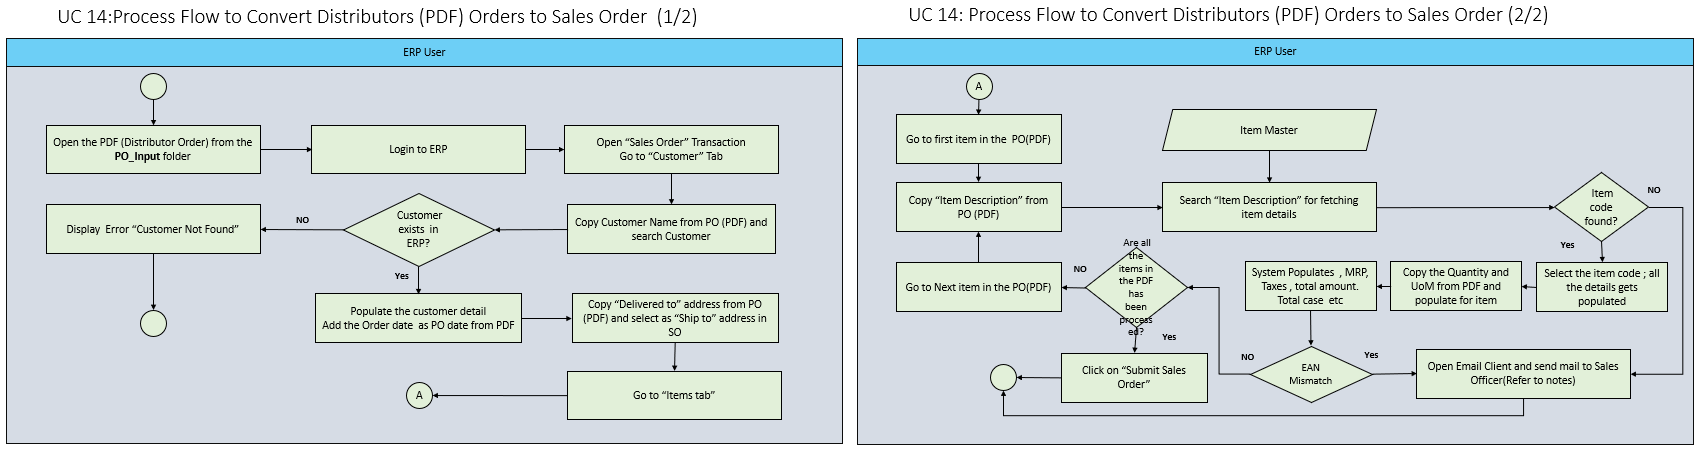 UC 14:Process Flow to Convert Distributors (PDF) Orders to Sales Order (1/2)
ERP User
Open the PDF (Distributor Order) from the
PO_Input folder
Login to ERP
Open “Sales Order” Transaction
Go to “Customer” Tab
Copy Customer Name from PO (PDF) and
search Customer
Customer
exists in
ERP?
NO
Display Error “Customer Not Found”
Yes
Populate the customer detail
Add the Order date as PO date from PDF
Copy “Delivered to” address from PO
(PDF) and select as “Ship to” address in
SO
Go to “Items tab”
A
UC 14: Process Flow to Convert Distributors (PDF) Orders to Sales Order (2/2)
ERP User
A
Go to first item in the PO(PDF)
Item Master
Copy “Item Description” from
PO (PDF)
Search “Item Description” for fetching
item details
Item
code
found?
NO
Yes
Select the item code ; all
the details gets
populated
Copy the Quantity and
UoM from PDF and
populate for item
System Populates , MRP,
Taxes , total amount.
Total case etc
Are all
the
items in
the PDF
has
been
process
ed?
NO
Go to Next item in the PO(PDF)
Yes
Click on “Submit Sales
Order”
EAN
Mismatch
NO
Yes
Open Email Client and send mail to Sales
Officer(Refer to notes)